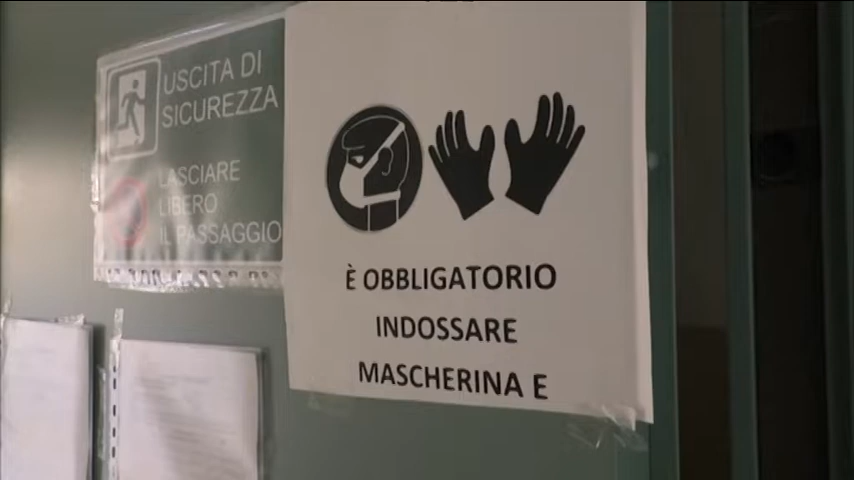 USCITA DI
SICUREZZA
LASCIARE
LIBERO
IL PASSAGGIO
È OBBLIGATORIO
INDOSSARE
MASCHERINA E